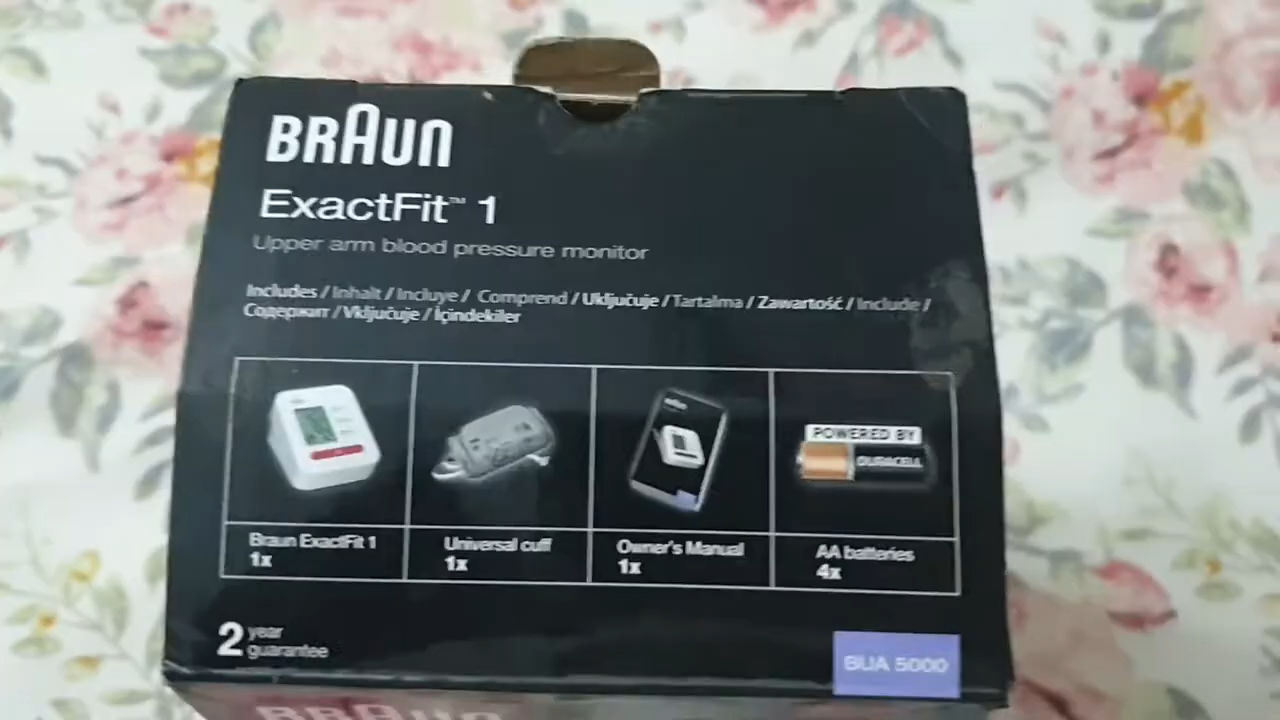 BRAUN
ExactFit™ 1
Upper arm blood pressure monitor
Includes / Inhalt / Incluye / Comprend / Uključuje / Tartalma / Zawartość / Include /
Содержит / Vključuje / İçindekiler
POWERED BY
DURACELL
Braun ExactFit 1
1x
Universal cuff
1x
Owner's Manual
1x
AA batteries
4x
2 year
guarantee
BUA 5000
BRAUN